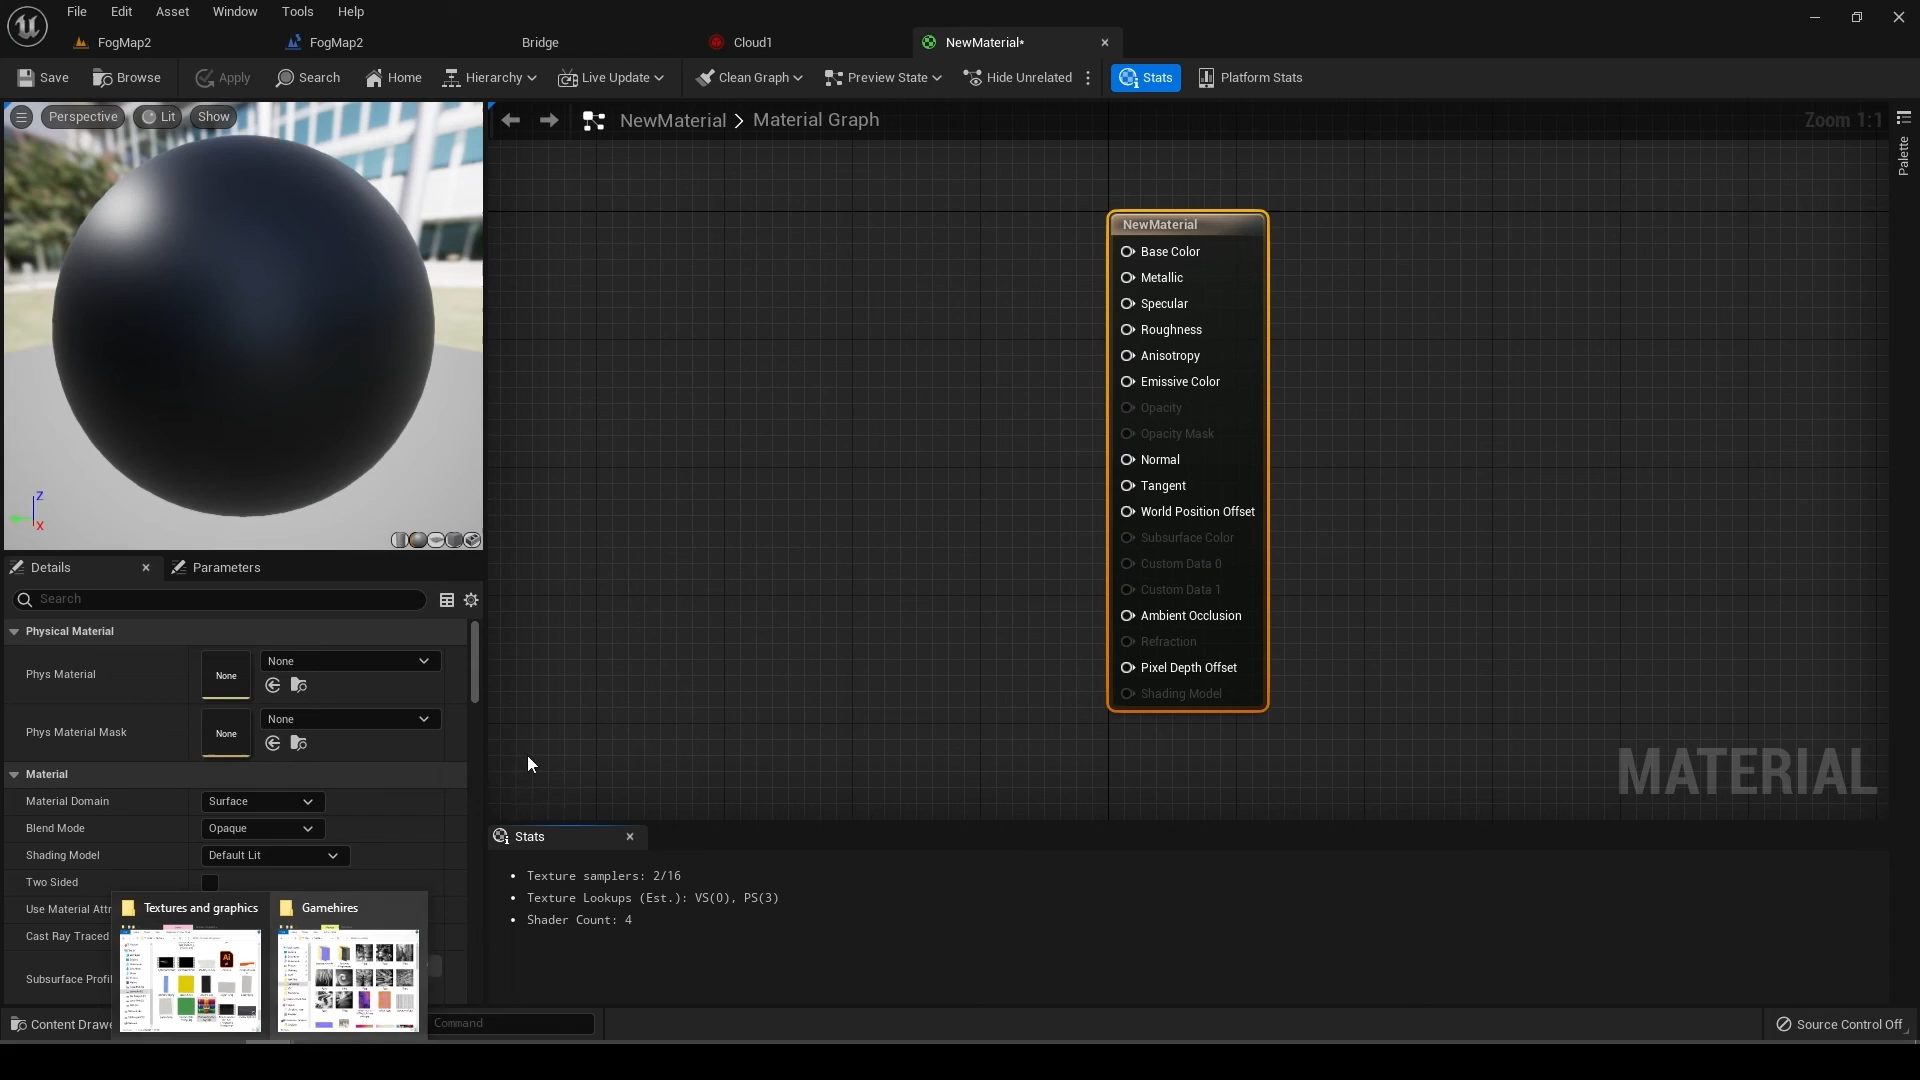 File Edit Asset Window Tools Help
FogMap2 FogMap2 Bridge Cloud1 NewMaterial*
Save Browse Apply Search Home Hierarchy Live Update Clean Graph Preview State Hide Unrelated Stats Platform Stats
Perspective Lit Show
NewMaterial > Material Graph
Zoom 1:1
Palette
NewMaterial
Base Color
Metallic
Specular
Roughness
Anisotropy
Emissive Color
Opacity
Opacity Mask
Normal
Tangent
World Position Offset
Subsurface Color
Custom Data 0
Custom Data 1
Ambient Occlusion
Refraction
Pixel Depth Offset
Shading Model
MATERIAL
Z
X
Details Parameters
Search
Physical Material
Phys Material None None
Phys Material Mask None None
Material
Material Domain Surface
Blend Mode Opaque
Shading Model Default Lit
Two Sided
Use Material Attr
Cast Ray Traced
Subsurface Profil
Textures and graphics Gamehires
Stats
Texture samplers: 2/16
Texture Lookups (Est.): VS(0), PS(3)
Shader Count: 4
Content Drawe Command Source Control Off